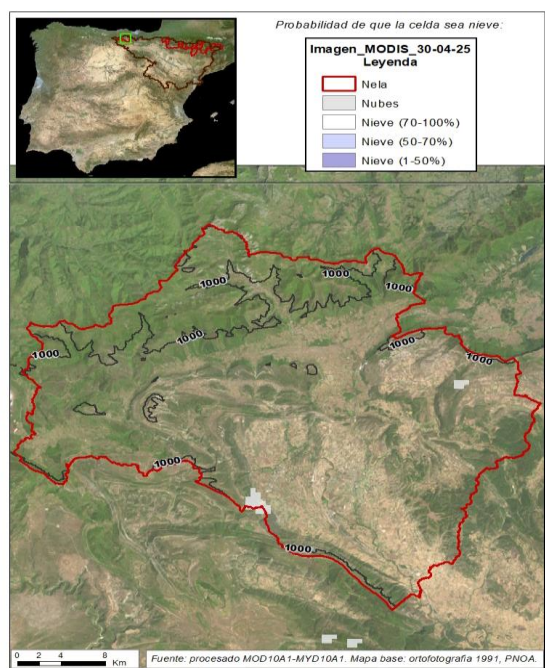 Probabilidad de que la celda sea nieve:
Imagen_MODIS_30-04-25
Leyenda
Nela
Nubes
Nieve (70-100%)
Nieve (50-70%)
Nieve (1-50%)
1000
1000
1000
1000
1000
1000
1000
1000
1000
0 2 4 8
Km
Fuente: procesado MOD10A1-MYD10A1. Mapa base: ortofotografia 1991, PNOA.